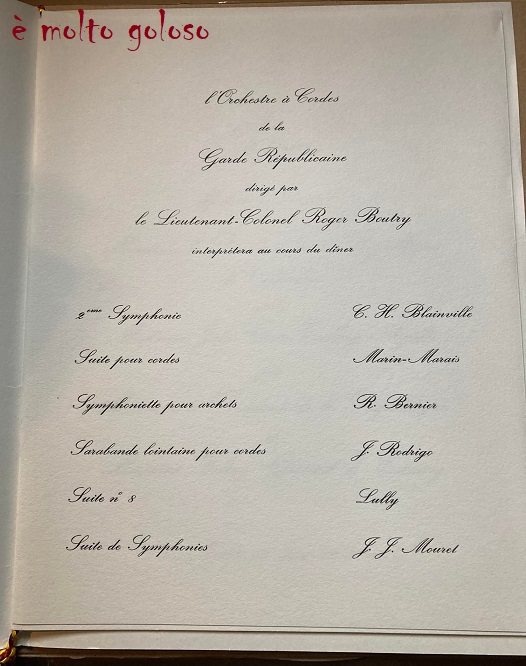 è molto goloso
l'Orchestre à Cordes
de la
Garde Républicaine
dirigé par
le Lieutenant-Colonel Roger Boutry
interprétera au cours du dîner
2eme Symphonie C. H. Blainville
Suite pour cordes Marin-Marais
Symphoniette pour archets R. Bernier
Sarabande lointaine pour cordes J. Rodrigo
Suite n° 8 Lully
Suite de Symphonies J. J. Mouret